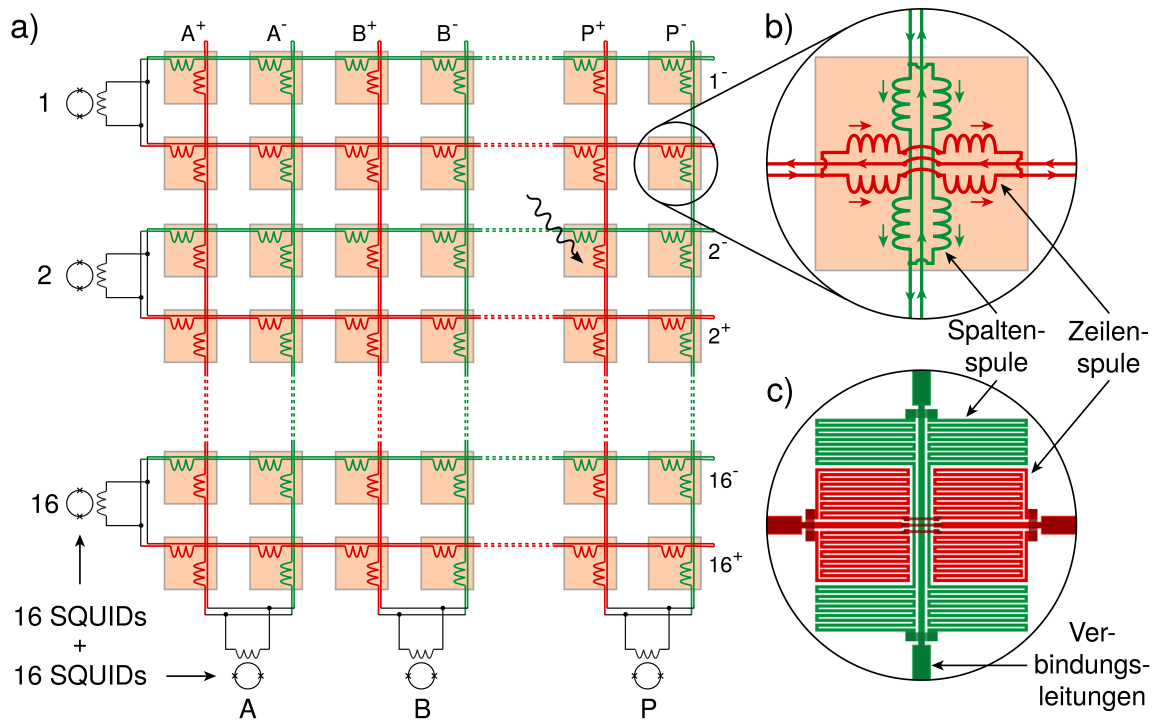 a)
A⁺ A⁻ B⁺ B⁻ P⁺ P⁻
1
1⁻
2
2⁻
2⁺
16
16⁻
16⁺
16 SQUIDs
+
16 SQUIDs
A B P
b)
Spalten-
spule
Zeilen-
spule
c)
Ver-
bindungs-
leitungen